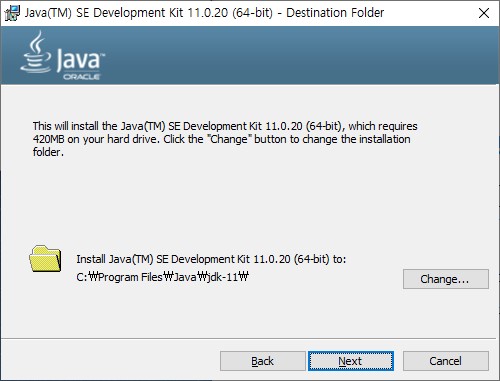 Java(TM) SE Development Kit 11.0.20 (64-bit) - Destination Folder
Java
ORACLE
This will install the Java(TM) SE Development Kit 11.0.20 (64-bit), which requires
420MB on your hard drive. Click the "Change" button to change the installation
folder.
Install Java(TM) SE Development Kit 11.0.20 (64-bit) to:
C:₩Program Files₩Java₩jdk-11₩
Change...
Back
Next
Cancel